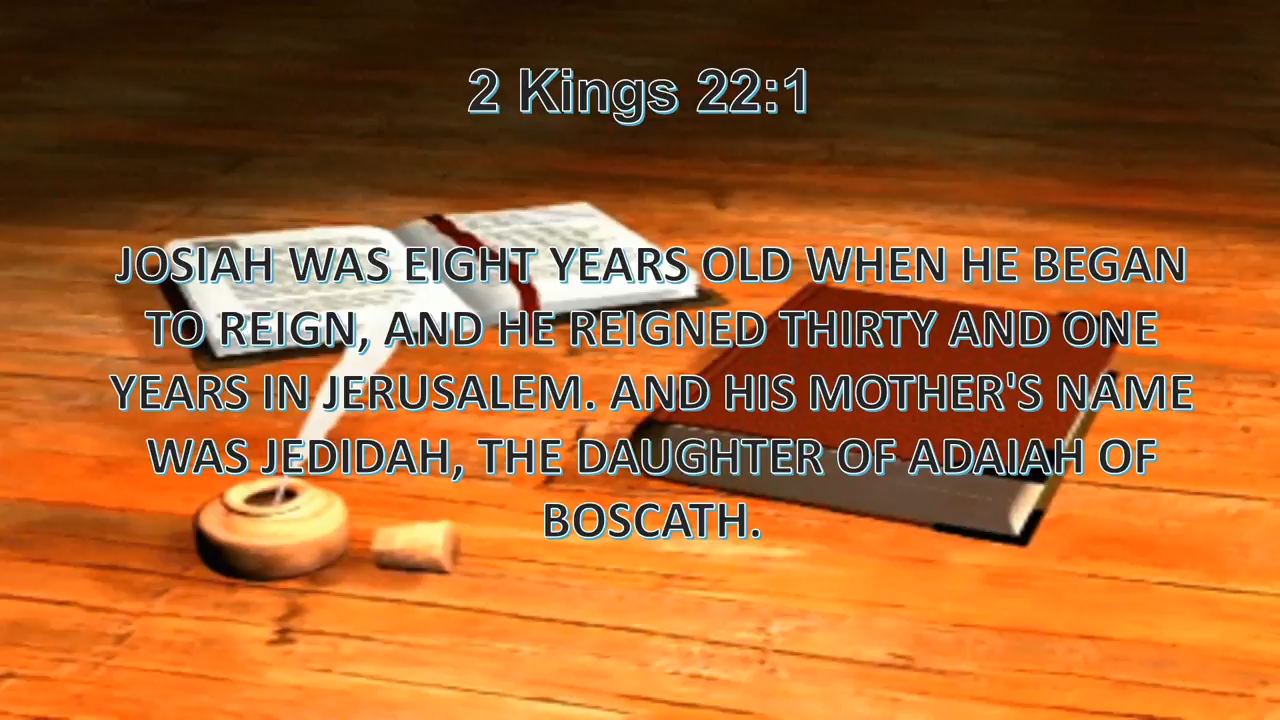 2 Kings 22:1
JOSIAH WAS EIGHT YEARS OLD WHEN HE BEGAN
TO REIGN, AND HE REIGNED THIRTY AND ONE
YEARS IN JERUSALEM. AND HIS MOTHER'S NAME
WAS JEDIDAH, THE DAUGHTER OF ADAIAH OF
BOSCATH.